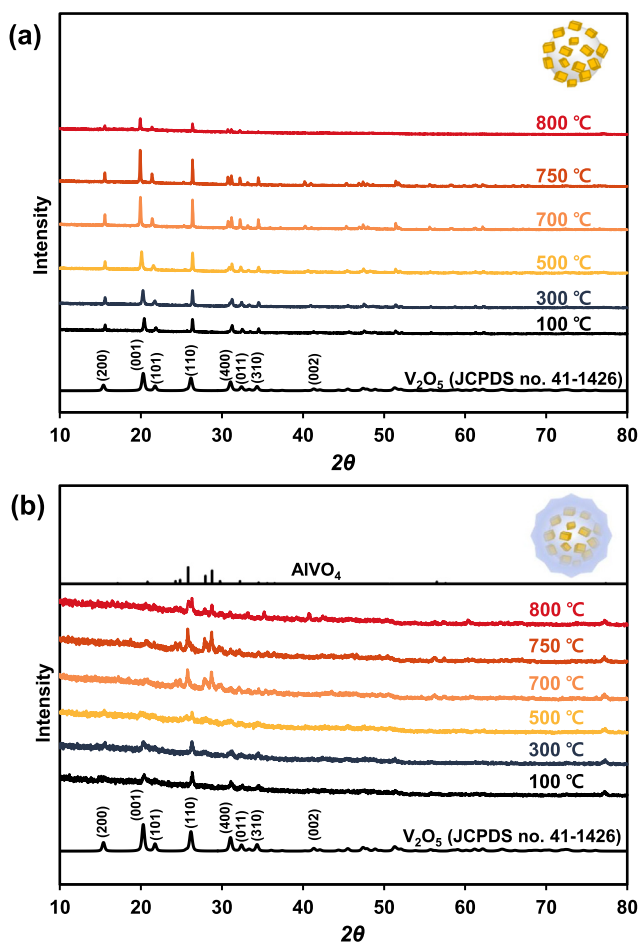 (a)
800 ℃
750 ℃
700 ℃
500 ℃
300 ℃
100 ℃
Intensity
(200)
(001)
(101)
(110)
(400)
(011)
(310)
(002)
V₂O₅ (JCPDS no. 41-1426)
10 20 30 40 50 60 70 80
2θ
(b)
AlVO₄
800 ℃
750 ℃
700 ℃
500 ℃
300 ℃
100 ℃
Intensity
(200)
(001)
(101)
(110)
(400)
(011)
(310)
(002)
V₂O₅ (JCPDS no. 41-1426)
10 20 30 40 50 60 70 80
2θ